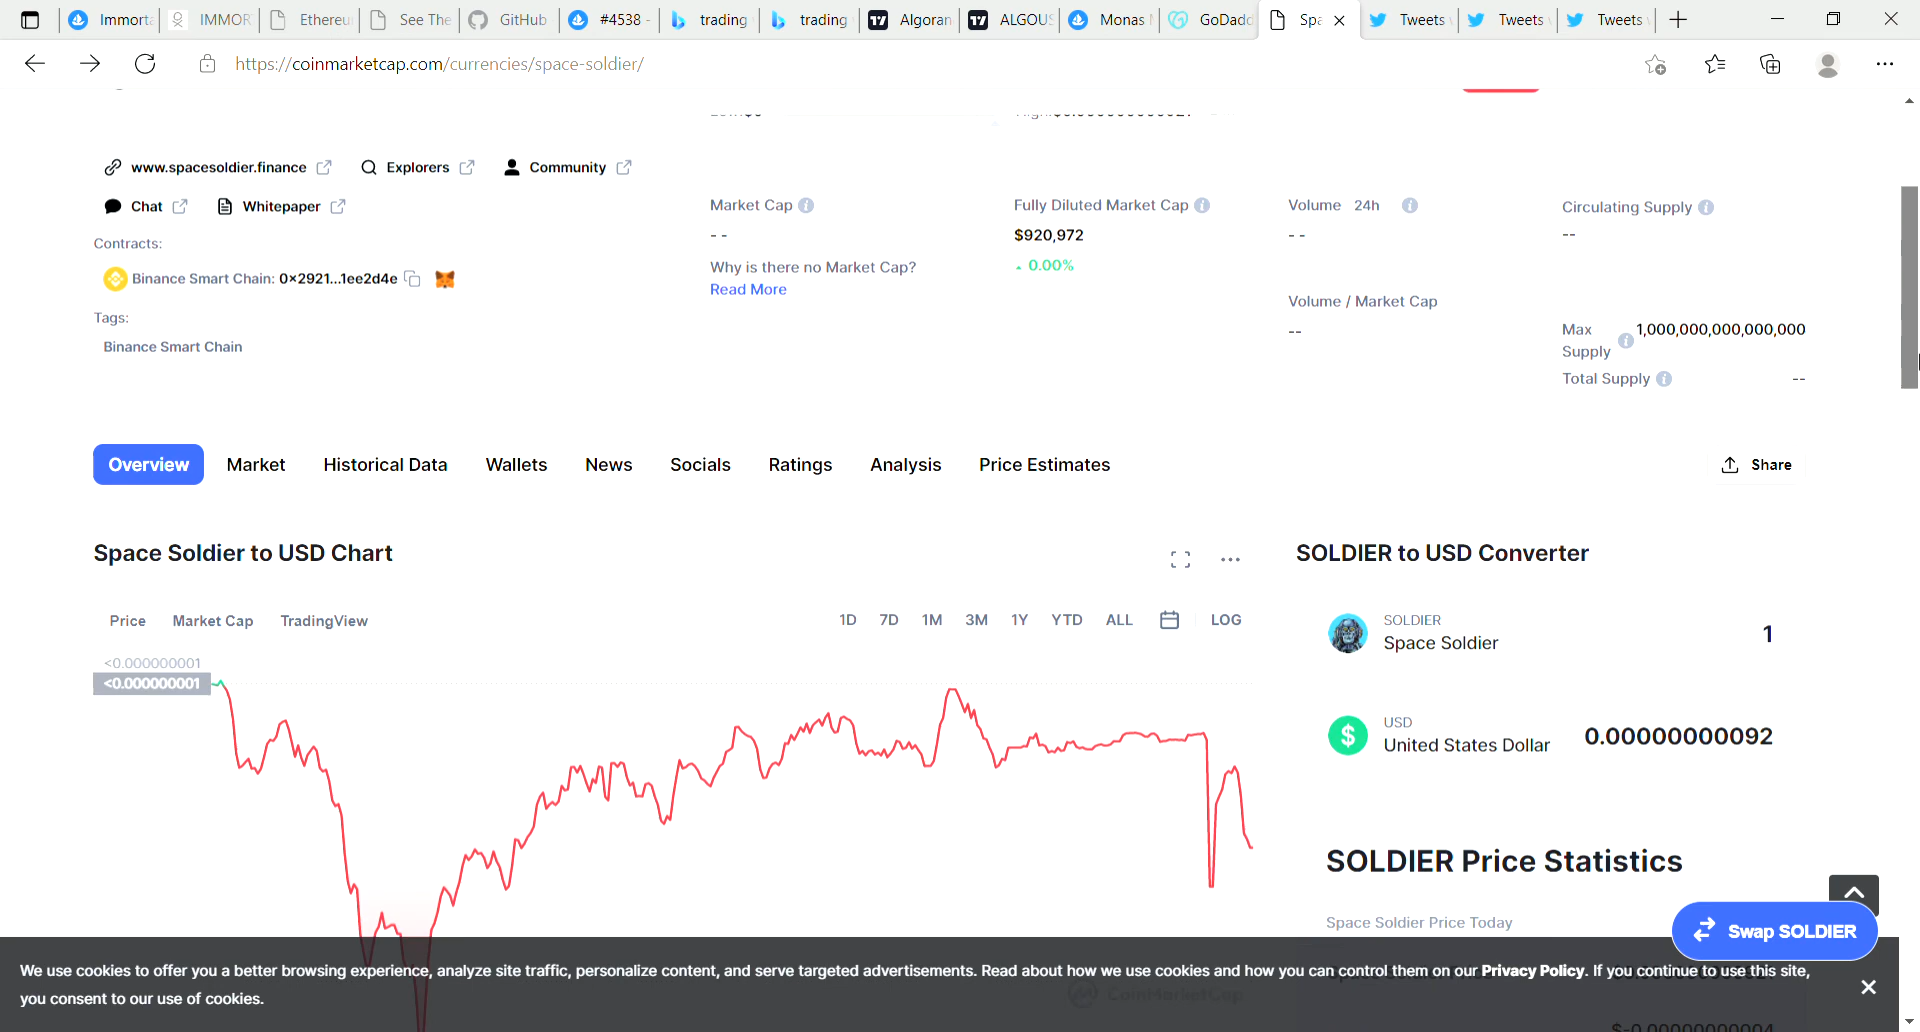 Immorta
IMMOR
Ethereu
See The
GitHub
#4538 -
trading
trading
Algoran
ALGOUS
Monas
GoDadd
Spa
Tweets
Tweets
Tweets
https://coinmarketcap.com/currencies/space-soldier/
www.spacesoldier.finance Explorers Community
Chat Whitepaper
Contracts:
Binance Smart Chain: 0×2921...1ee2d4e
Tags:
Binance Smart Chain
Market Cap
- -
Why is there no Market Cap?
Read More
Fully Diluted Market Cap
$920,972
0.00%
Volume 24h
- -
Volume / Market Cap
--
Circulating Supply
--
Max Supply 1,000,000,000,000,000
Total Supply --
Overview Market Historical Data Wallets News Socials Ratings Analysis Price Estimates Share
Space Soldier to USD Chart
Price Market Cap TradingView 1D 7D 1M 3M 1Y YTD ALL LOG
<0.000000001
<0.000000001
SOLDIER to USD Converter
SOLDIER
Space Soldier 1
USD
United States Dollar 0.00000000092
SOLDIER Price Statistics
Space Soldier Price Today
Swap SOLDIER
We use cookies to offer you a better browsing experience, analyze site traffic, personalize content, and serve targeted advertisements. Read about how we use cookies and how you can control them on our Privacy Policy. If you continue to use this site,
you consent to our use of cookies.
CoinMarketCap